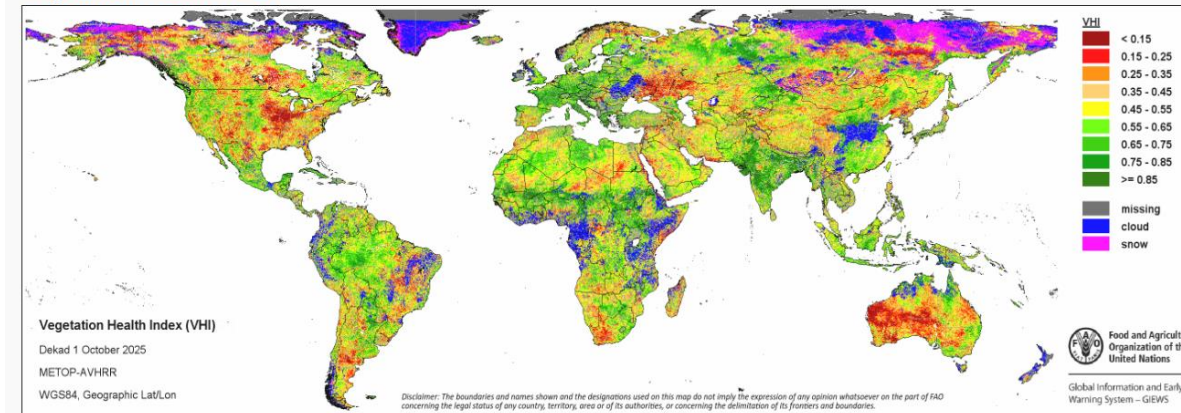 VHI
< 0.15
0.15 - 0.25
0.25 - 0.35
0.35 - 0.45
0.45 - 0.55
0.55 - 0.65
0.65 - 0.75
0.75 - 0.85
>= 0.85
missing
cloud
snow
Vegetation Health Index (VHI)
Dekad 1 October 2025
METOP-AVHRR
WGS84, Geographic Lat/Lon
Disclaimer: The boundaries and names shown and the designations used on this map do not imply the expression of any opinion whatsoever on the part of FAO
concerning the legal status of any country, territory, area or of its authorities, or concerning the delimitation of its frontiers and boundaries.
Food and Agricult
Organization of th
United Nations
Global Information and Early
Warning System – GIEWS